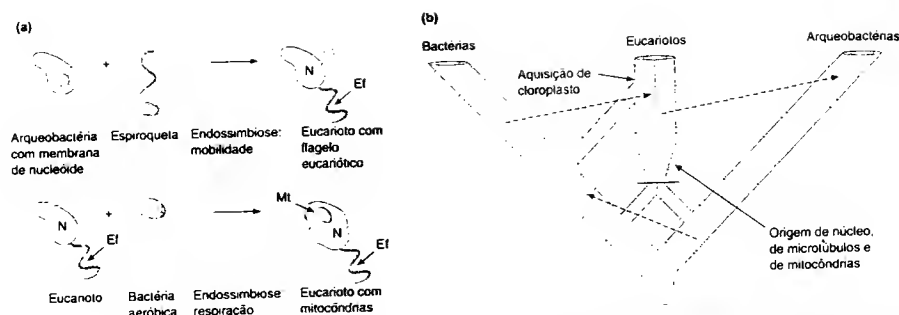 (a)
N
Ef
+
Arqueobactéria
com membrana
de nucleóide
Espiroqueta
Endossimbiose:
mobilidade
Eucarioto com
flagelo
eucariótico
N
Ef
+
Mt
N
Ef
Eucarioto
Bactéria
aeróbica
Endossimbiose
respiração
Eucarioto com
mitocôndrias
(b)
Bactérias
Eucariotos
Arqueobactérias
Aquisição de
cloroplasto
Origem de núcleo,
de microtúbulos e
de mitocôndrias